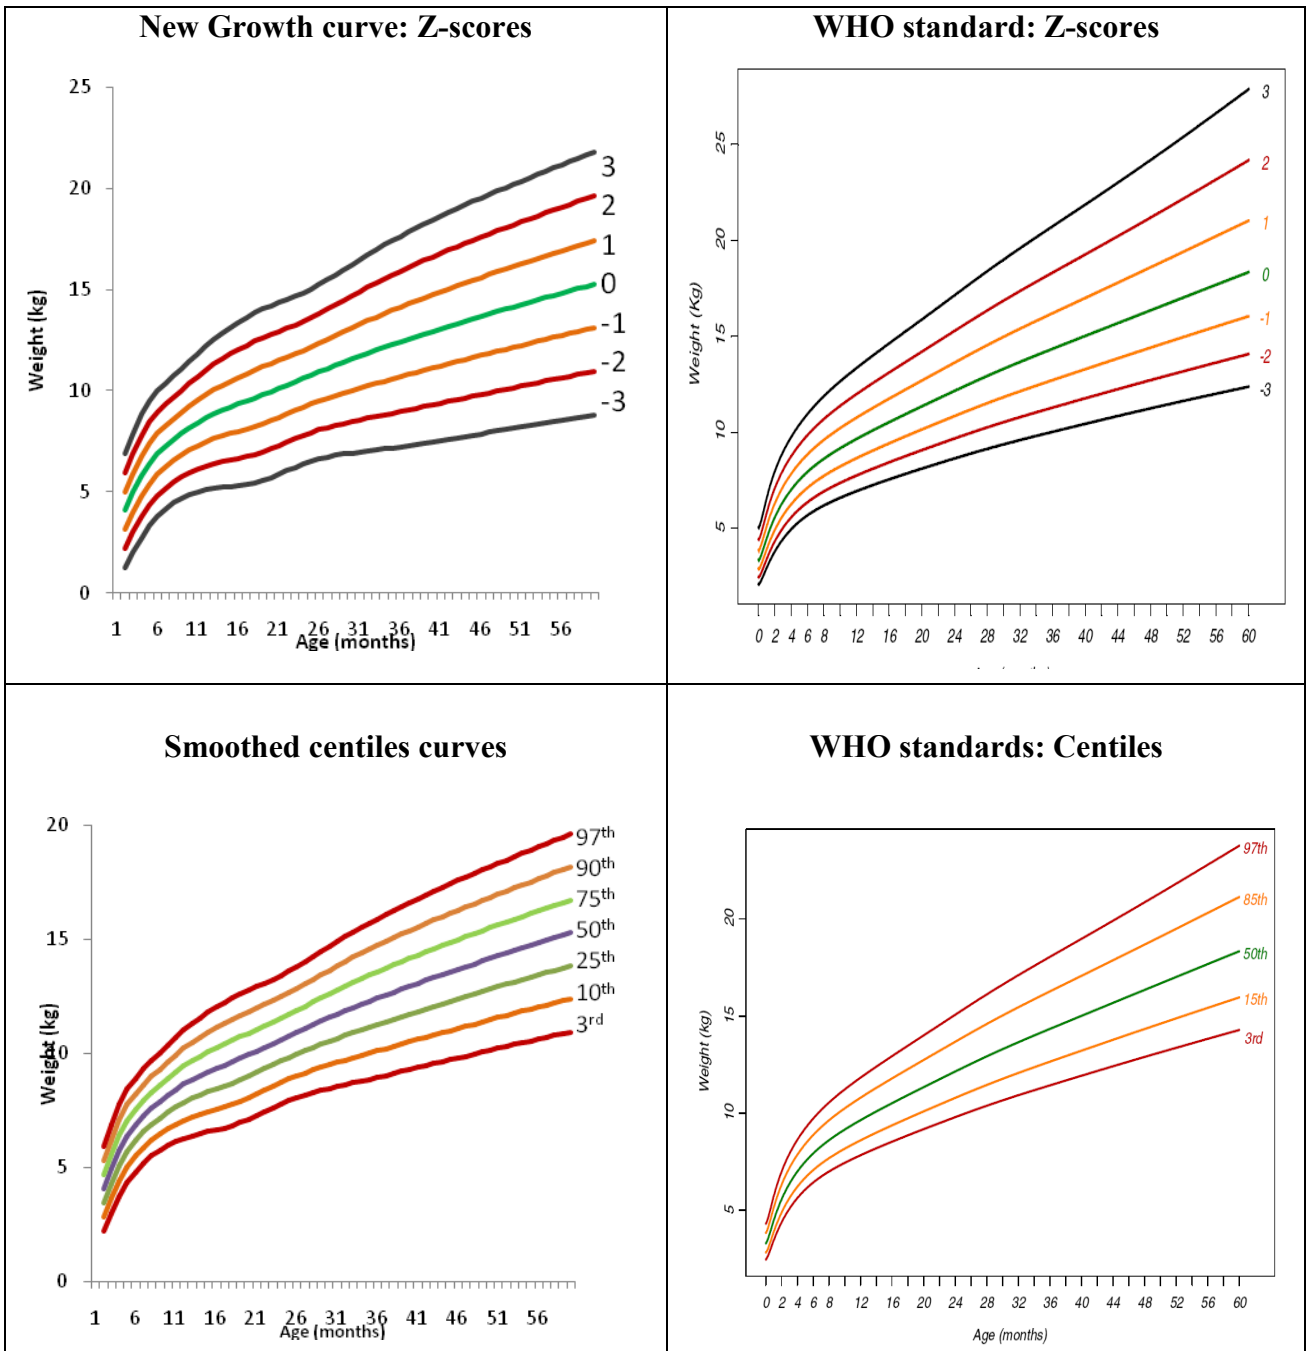 New Growth curve: Z-scores
25
20
15
10
5
0
Weight (kg)
3
2
1
0
-1
-2
-3
1 6 11 16 21 26 31 36 41 46 51 56
Age (months)
WHO standard: Z-scores
25
20
15
10
5
Weight (Kg)
3
2
1
0
-1
-2
-3
0 2 4 6 8 12 16 20 24 28 32 36 40 44 48 52 56 60
Smoothed centiles curves
20
15
10
5
0
Weight (kg)
97th
90th
75th
50th
25th
10th
3rd
1 6 11 16 21 26 31 36 41 46 51 56
Age (months)
WHO standards: Centiles
20
15
10
5
Weight (kg)
97th
85th
50th
15th
3rd
0 2 4 6 8 12 16 20 24 28 32 36 40 44 48 52 56 60
Age (months)